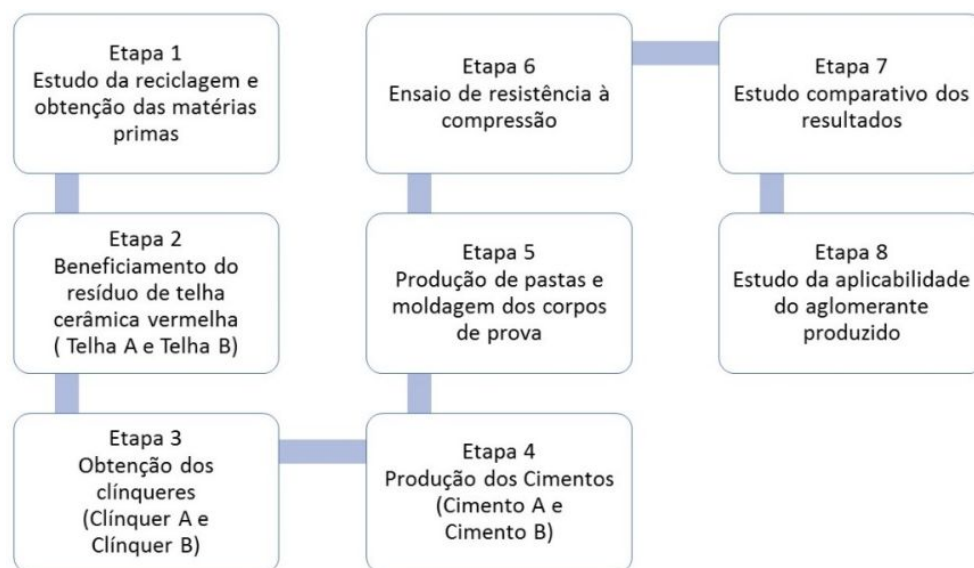 Etapa 1
Estudo da reciclagem e
obtenção das matérias
primas
Etapa 2
Beneficiamento do
resíduo de telha
cerâmica vermelha
( Telha A e Telha B)
Etapa 3
Obtenção dos
clínqueres
(Clínquer A e
Clínquer B)
Etapa 4
Produção dos Cimentos
(Cimento A e
Cimento B)
Etapa 5
Produção de pastas e
moldagem dos corpos
de prova
Etapa 6
Ensaio de resistência à
compressão
Etapa 7
Estudo comparativo dos
resultados
Etapa 8
Estudo da aplicabilidade
do aglomerante
produzido